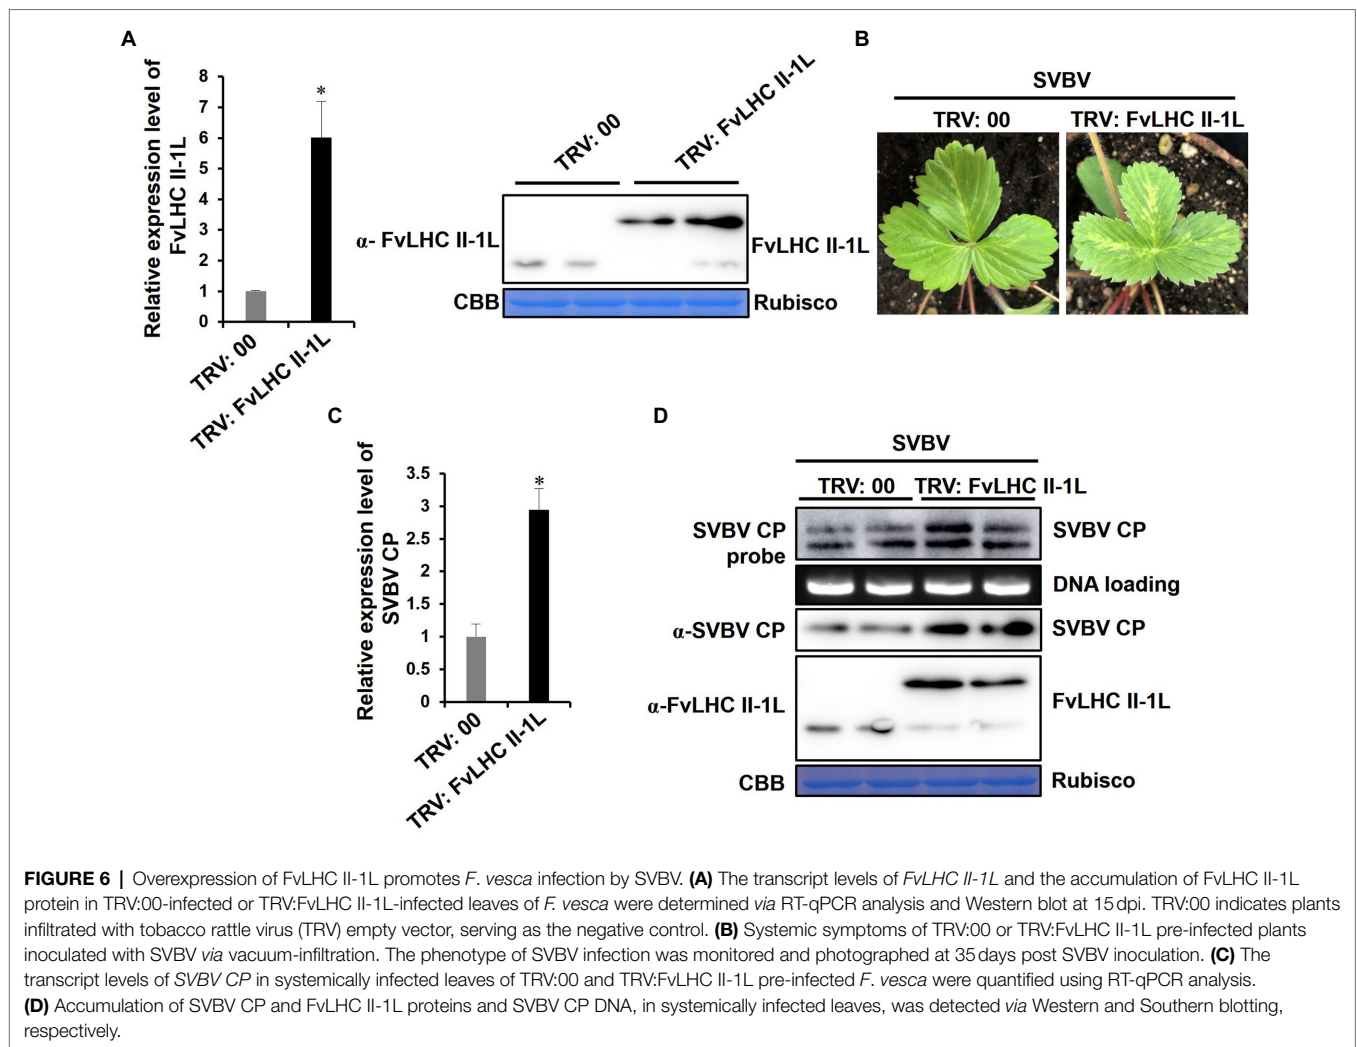 A
Relative expression level of
FvLHC II-1L
8
7
6
5
4
3
2
1
0
*
TRV: 00
TRV: FvLHC II-1L
TRV: 00
TRV: FvLHC II-1L
α- FvLHC II-1L
FvLHC II-1L
CBB
Rubisco
B
SVBV
TRV: 00
TRV: FvLHC II-1L
C
Relative expression level of
SVBV CP
3.5
3
2.5
2
1.5
1
0.5
0
*
TRV: 00
TRV: FvLHC II-1L
D
SVBV
TRV: 00
TRV: FvLHC II-1L
SVBV CP
probe
SVBV CP
DNA loading
α-SVBV CP
SVBV CP
α-FvLHC II-1L
FvLHC II-1L
CBB
Rubisco
FIGURE 6 | Overexpression of FvLHC II-1L promotes F. vesca infection by SVBV. (A) The transcript levels of FvLHC II-1L and the accumulation of FvLHC II-1L
protein in TRV:00-infected or TRV:FvLHC II-1L-infected leaves of F. vesca were determined via RT-qPCR analysis and Western blot at 15 dpi. TRV:00 indicates plants
infiltrated with tobacco rattle virus (TRV) empty vector, serving as the negative control. (B) Systemic symptoms of TRV:00 or TRV:FvLHC II-1L pre-infected plants
inoculated with SVBV via vacuum-infiltration. The phenotype of SVBV infection was monitored and photographed at 35 days post SVBV inoculation. (C) The
transcript levels of SVBV CP in systemically infected leaves of TRV:00 and TRV:FvLHC II-1L pre-infected F. vesca were quantified using RT-qPCR analysis.
(D) Accumulation of SVBV CP and FvLHC II-1L proteins and SVBV CP DNA, in systemically infected leaves, was detected via Western and Southern blotting,
respectively.